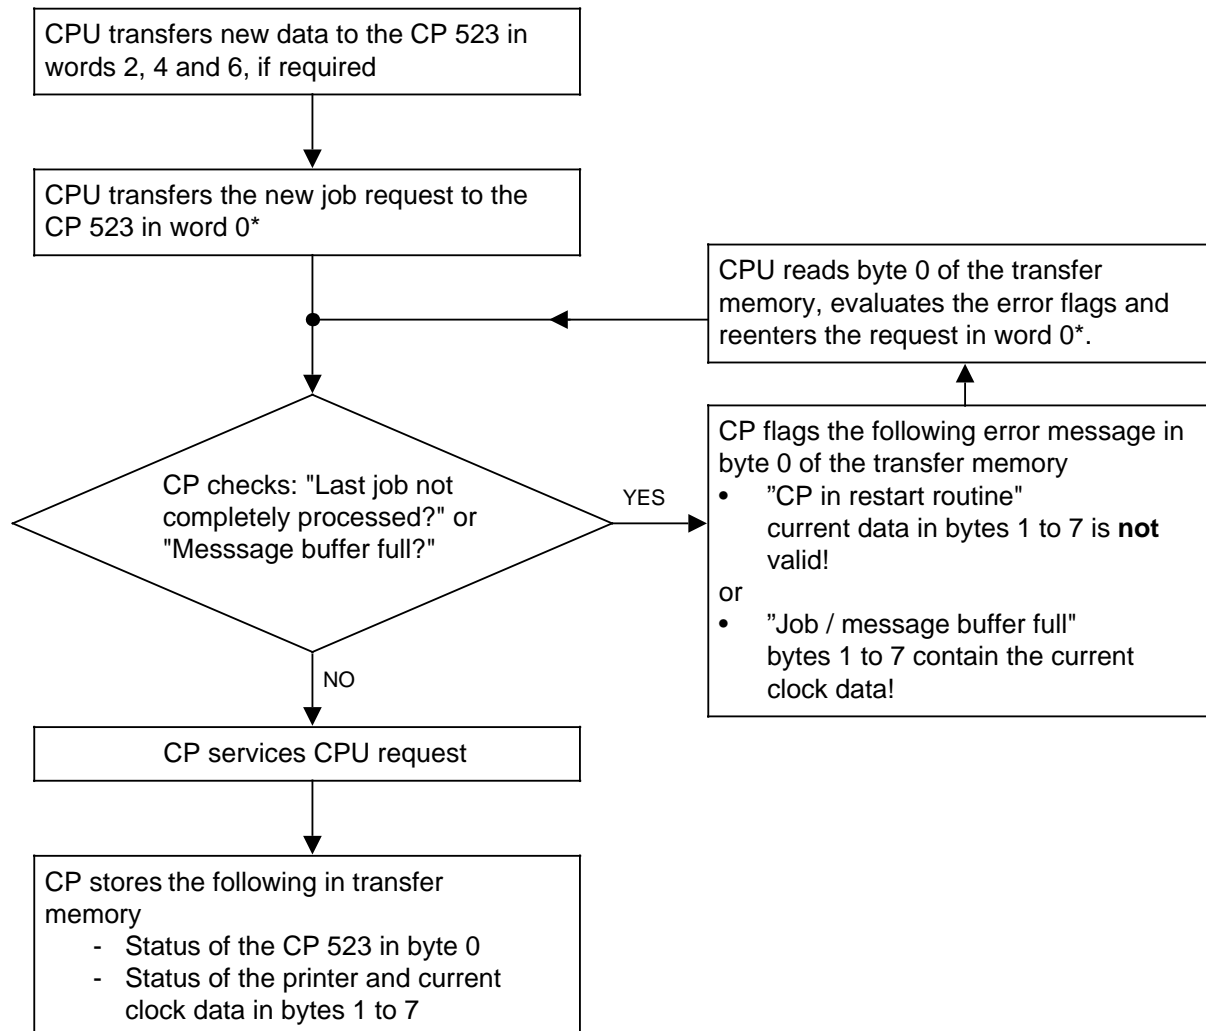 CPU transfers new data to the CP 523 in
words 2, 4 and 6, if required
CPU transfers the new job request to the
CP 523 in word 0*
CPU reads byte 0 of the transfer
memory, evaluates the error flags and
reenters the request in word 0*.
CP checks: "Last job not
completely processed?" or
"Messsage buffer full?"
YES
CP flags the following error message in
byte 0 of the transfer memory
• ”CP in restart routine"
current data in bytes 1 to 7 is not
valid!
or
• ”Job / message buffer full"
bytes 1 to 7 contain the current
clock data!
NO
CP services CPU request
CP stores the following in transfer
memory
- Status of the CP 523 in byte 0
- Status of the printer and current
clock data in bytes 1 to 7